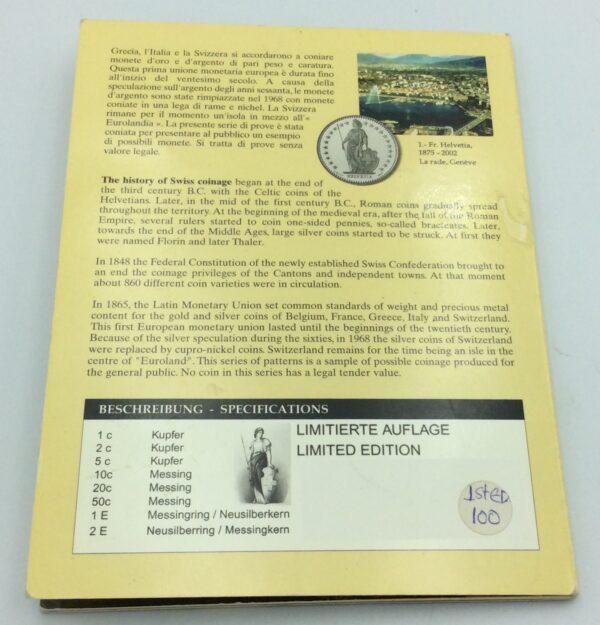 Grecia, l'Italia e la Svizzera si accordarono a coniare
monete d'oro e d'argento di pari peso e caratura.
Questa prima unione monetaria europea è durata fino
all'inizio del ventesimo secolo. A causa della
speculazione sull'argento degli anni sessanta, le monete
d'argento sono state rimpiazzate nel 1968 con monete
coniate in una lega di rame e nichel. La Svizzera
rimane per il momento un'isola in mezzo all'«
Eurolandia ». La presente serie di prove è stata
coniata per presentare al pubblico un esempio
di possibili monete. Si tratta di prove senza
valore legale.
HELVETIA
1.- Fr. Helvetia,
1875 - 2002
La rade, Genève
The history of Swiss coinage began at the end of
the third century B.C. with the Celtic coins of the
Helvetians. Later, in the mid of the first century B.C., Roman coins gradually spread
throughout the territory. At the beginning of the medieval era, after the fall of the Roman
Empire, several rulers started to coin one-sided pennies, so-called bracteates. Later,
towards the end of the Middle Ages, large silver coins started to be struck. At first they
were named Florin and later Thaler.
In 1848 the Federal Constitution of the newly established Swiss Confederation brought to
an end the coinage privileges of the Cantons and independent towns. At that moment
about 860 different coin varieties were in circulation.
In 1865, the Latin Monetary Union set common standards of weight and precious metal
content for the gold and silver coins of Belgium, France, Greece, Italy and Switzerland.
This first European monetary union lasted until the beginnings of the twentieth century.
Because of the silver speculation during the sixties, in 1968 the silver coins of Switzerland
were replaced by cupro-nickel coins. Switzerland remains for the time being an isle in the
centre of "Euroland". This series of patterns is a sample of possible coinage produced for
the general public. No coin in this series has a legal tender value.
BESCHREIBUNG - SPECIFICATIONS
1 c Kupfer
2 c Kupfer
5 c Kupfer
10c Messing
20c Messing
50c Messing
1 E Messingring / Neusilberkern
2 E Neusilberring / Messingkern
LIMITIERTE AUFLAGE
LIMITED EDITION
1st ED
100